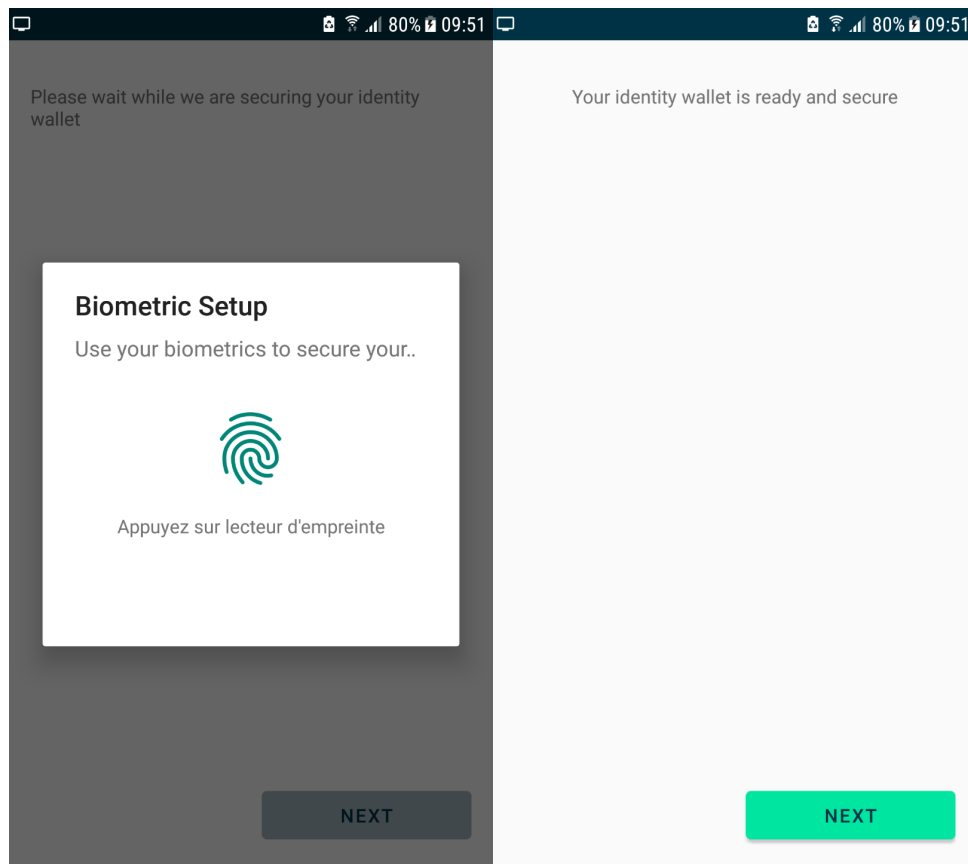 80% 09:51
Please wait while we are securing your identity
wallet
Biometric Setup
Use your biometrics to secure your..
Appuyez sur lecteur d'empreinte
NEXT
80% 09:51
Your identity wallet is ready and secure
NEXT